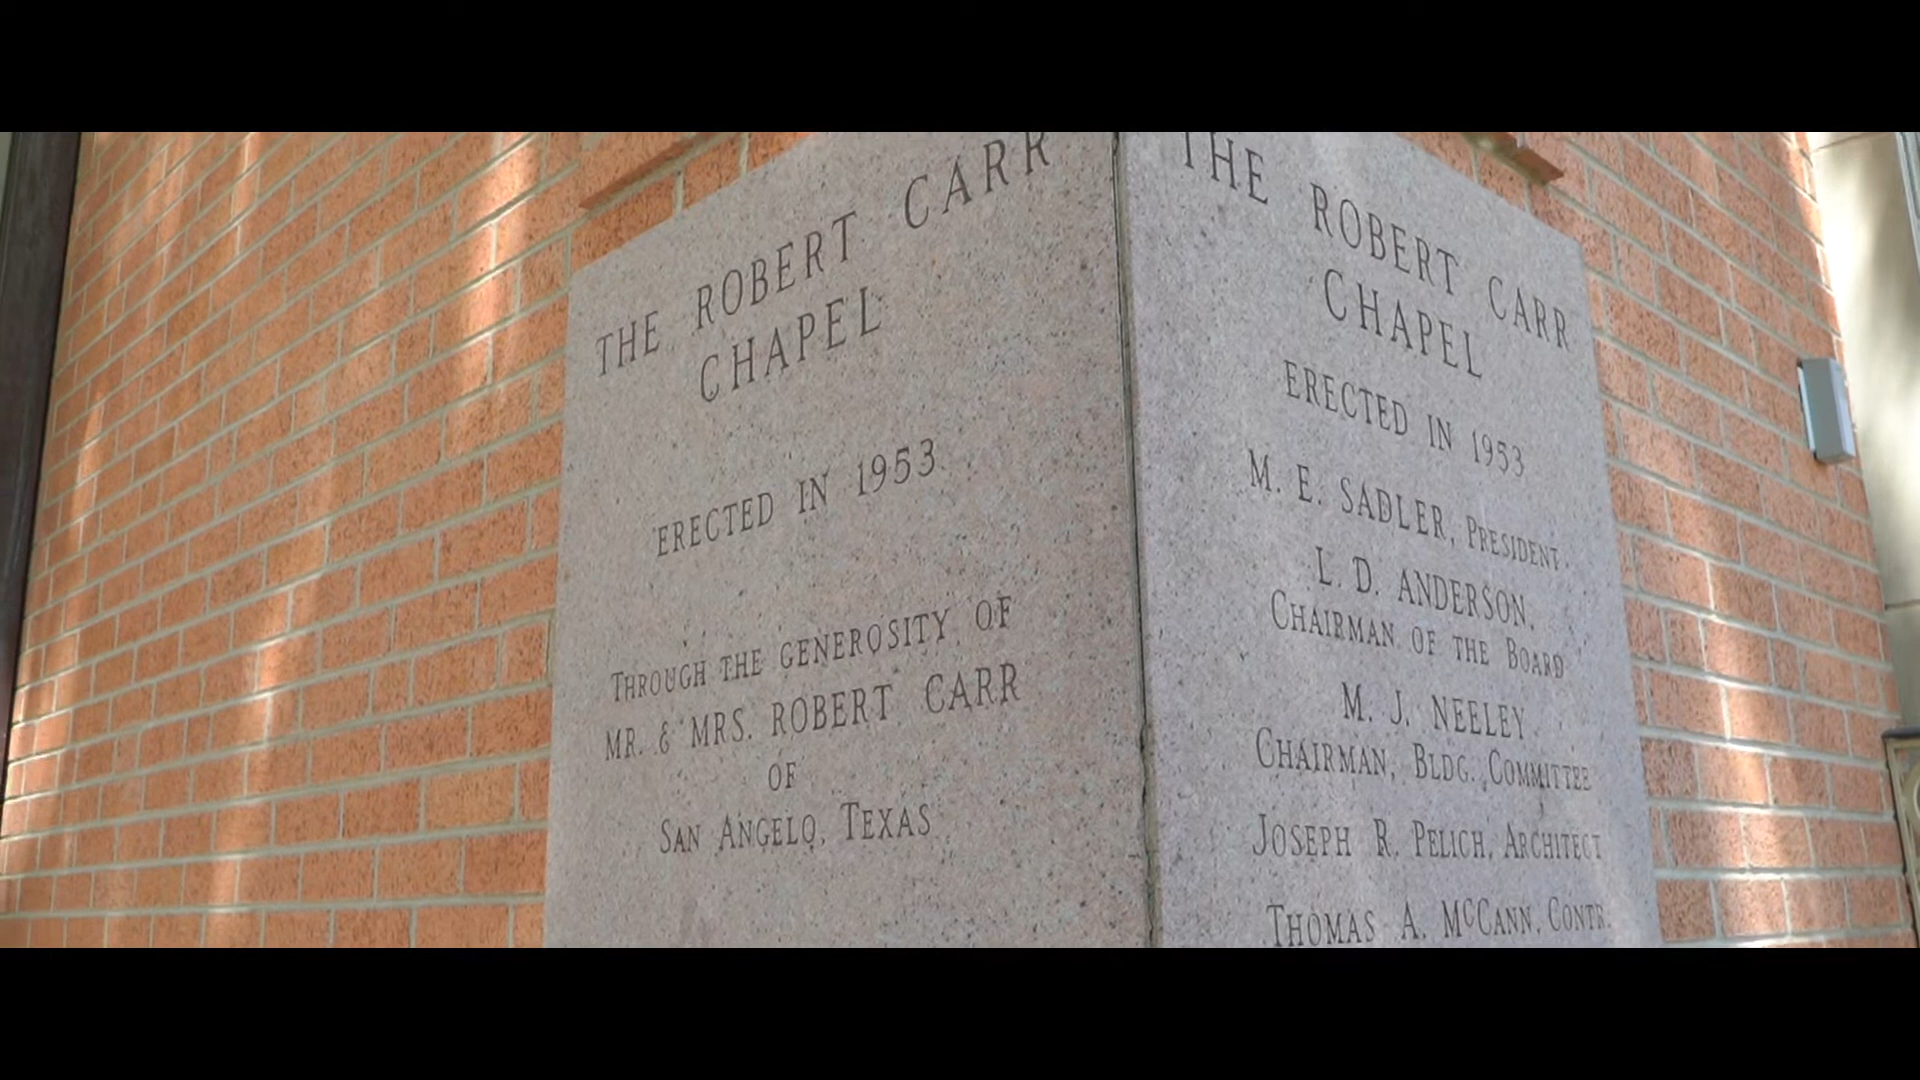 THE ROBERT CARR
CHAPEL
ERECTED IN 1953
THROUGH THE GENEROSITY OF
MR. & MRS. ROBERT CARR
OF
SAN ANGELO, TEXAS
THE ROBERT CARR
CHAPEL
ERECTED IN 1953
M. E. SADLER, PRESIDENT.
L. D. ANDERSON,
CHAIRMAN OF THE BOARD
M. J. NEELEY,
CHAIRMAN, BLDG. COMMITTEE
JOSEPH R. PELICH, ARCHITECT
THOMAS A. MCCANN, CONTR.